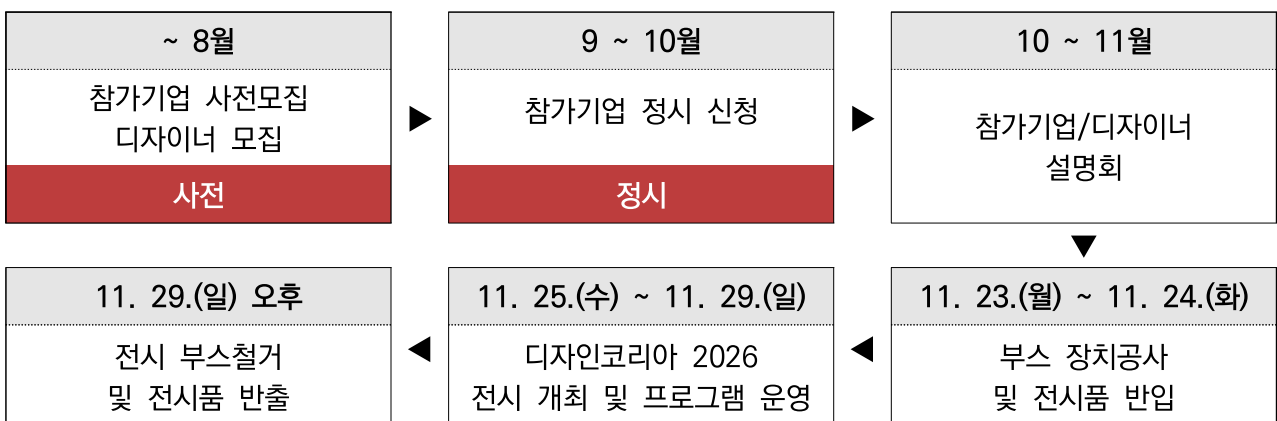 ~ 8월
참가기업 사전모집
디자이너 모집
사전
9 ~ 10월
참가기업 정시 신청
정시
10 ~ 11월
참가기업/디자이너
설명회
11. 23.(월) ~ 11. 24.(화)
부스 장치공사
및 전시품 반입
11. 25.(수) ~ 11. 29.(일)
디자인코리아 2026
전시 개최 및 프로그램 운영
11. 29.(일) 오후
전시 부스철거
및 전시품 반출